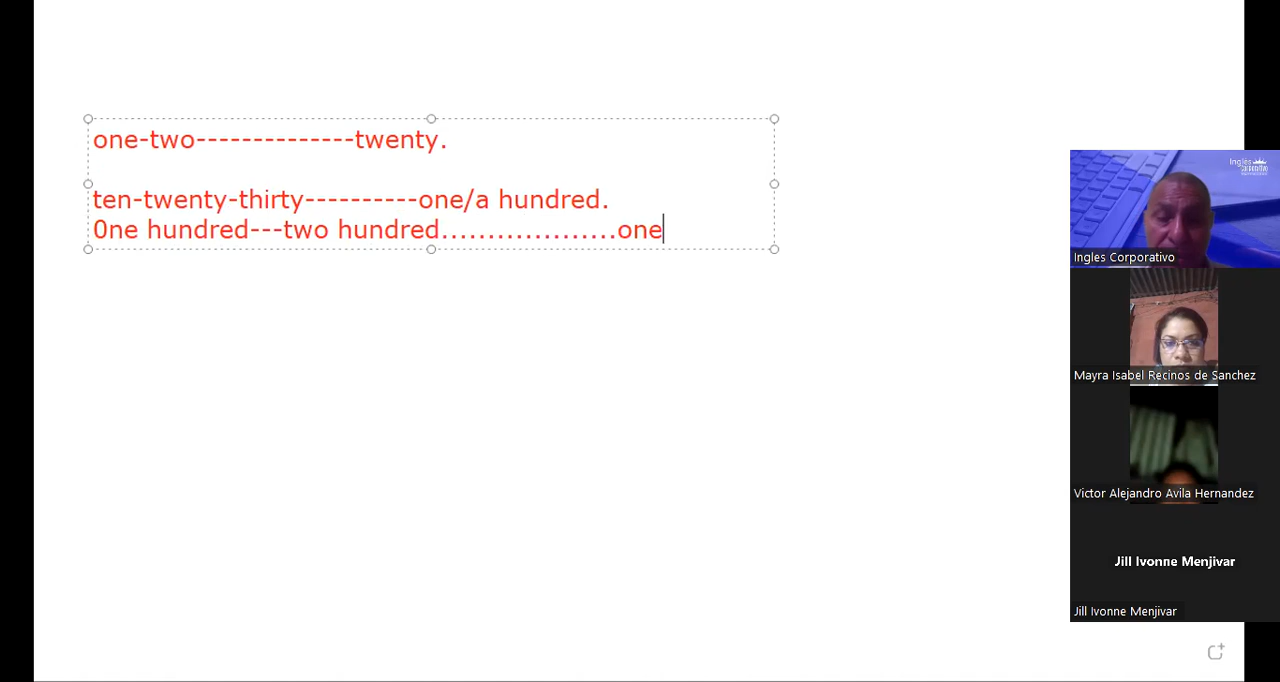 one-two--------------twenty.
ten-twenty-thirty----------one/a hundred.
0ne hundred---two hundred...................one
Ingles
Ingles Corporativo
Mayra Isabel Recinos de Sanchez
Victor Alejandro Avila Hernandez
Jill Ivonne Menjivar
Jill Ivonne Menjivar